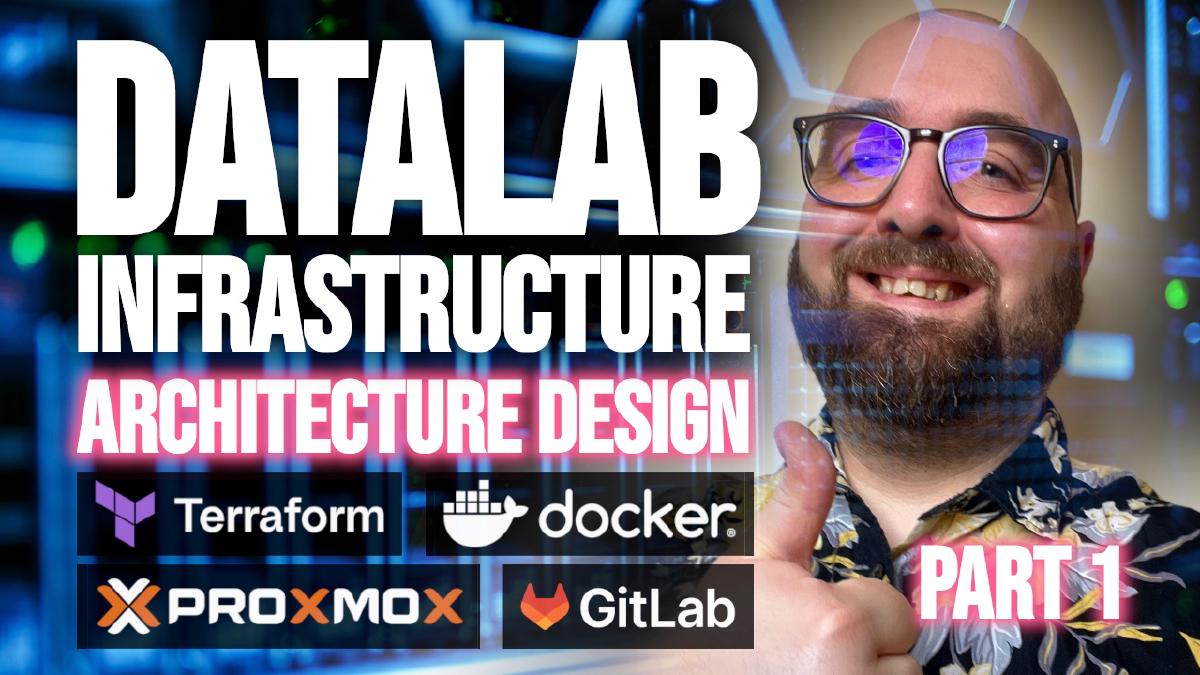 DATALAB
INFRASTRUCTURE
ARCHITECTURE DESIGN
Terraform
docker®
PROXMOX
GitLab
PART 1